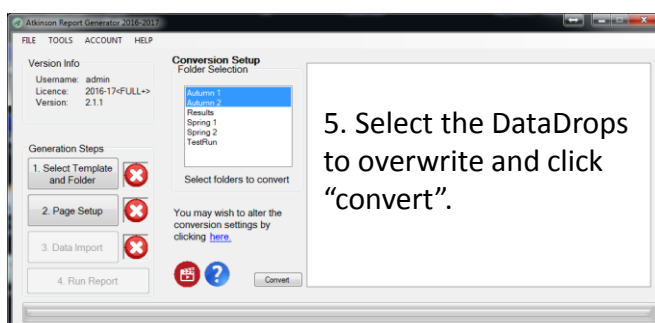 Atkinson Report Generator 2016-2017
FILE TOOLS ACCOUNT HELP
Version Info
Username: admin
Licence: 2016-17<FULL+>
Version: 2.1.1
Generation Steps
1. Select Template
and Folder
2. Page Setup
3. Data Import
4. Run Report
Conversion Setup
Folder Selection
Autumn 1
Autumn 2
Results
Spring 1
Spring 2
TestRun
Select folders to convert
You may wish to alter the
conversion settings by
clicking here.
?
Convert
5. Select the DataDrops
to overwrite and click
“convert”.